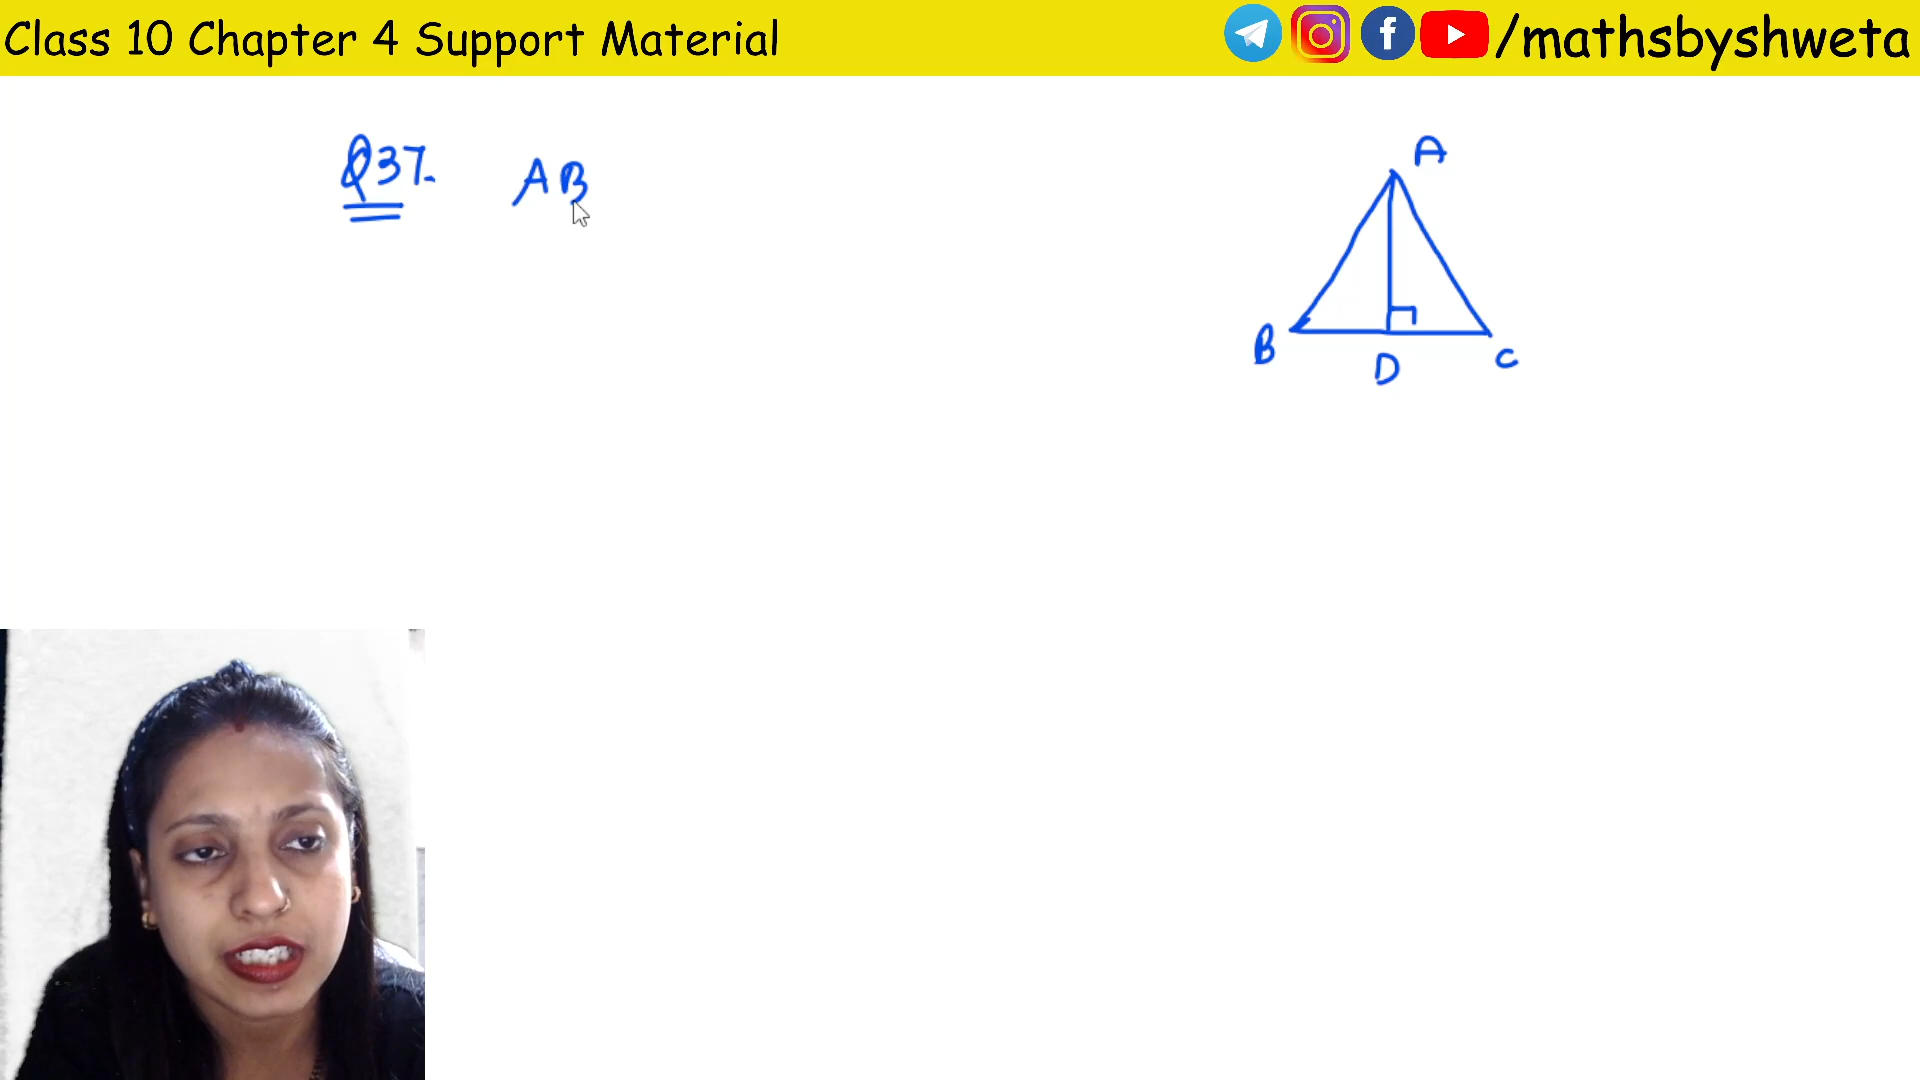 Class 10 Chapter 4 Support Material
/mathsbyshweta
Q37. AB
A
B
D
C